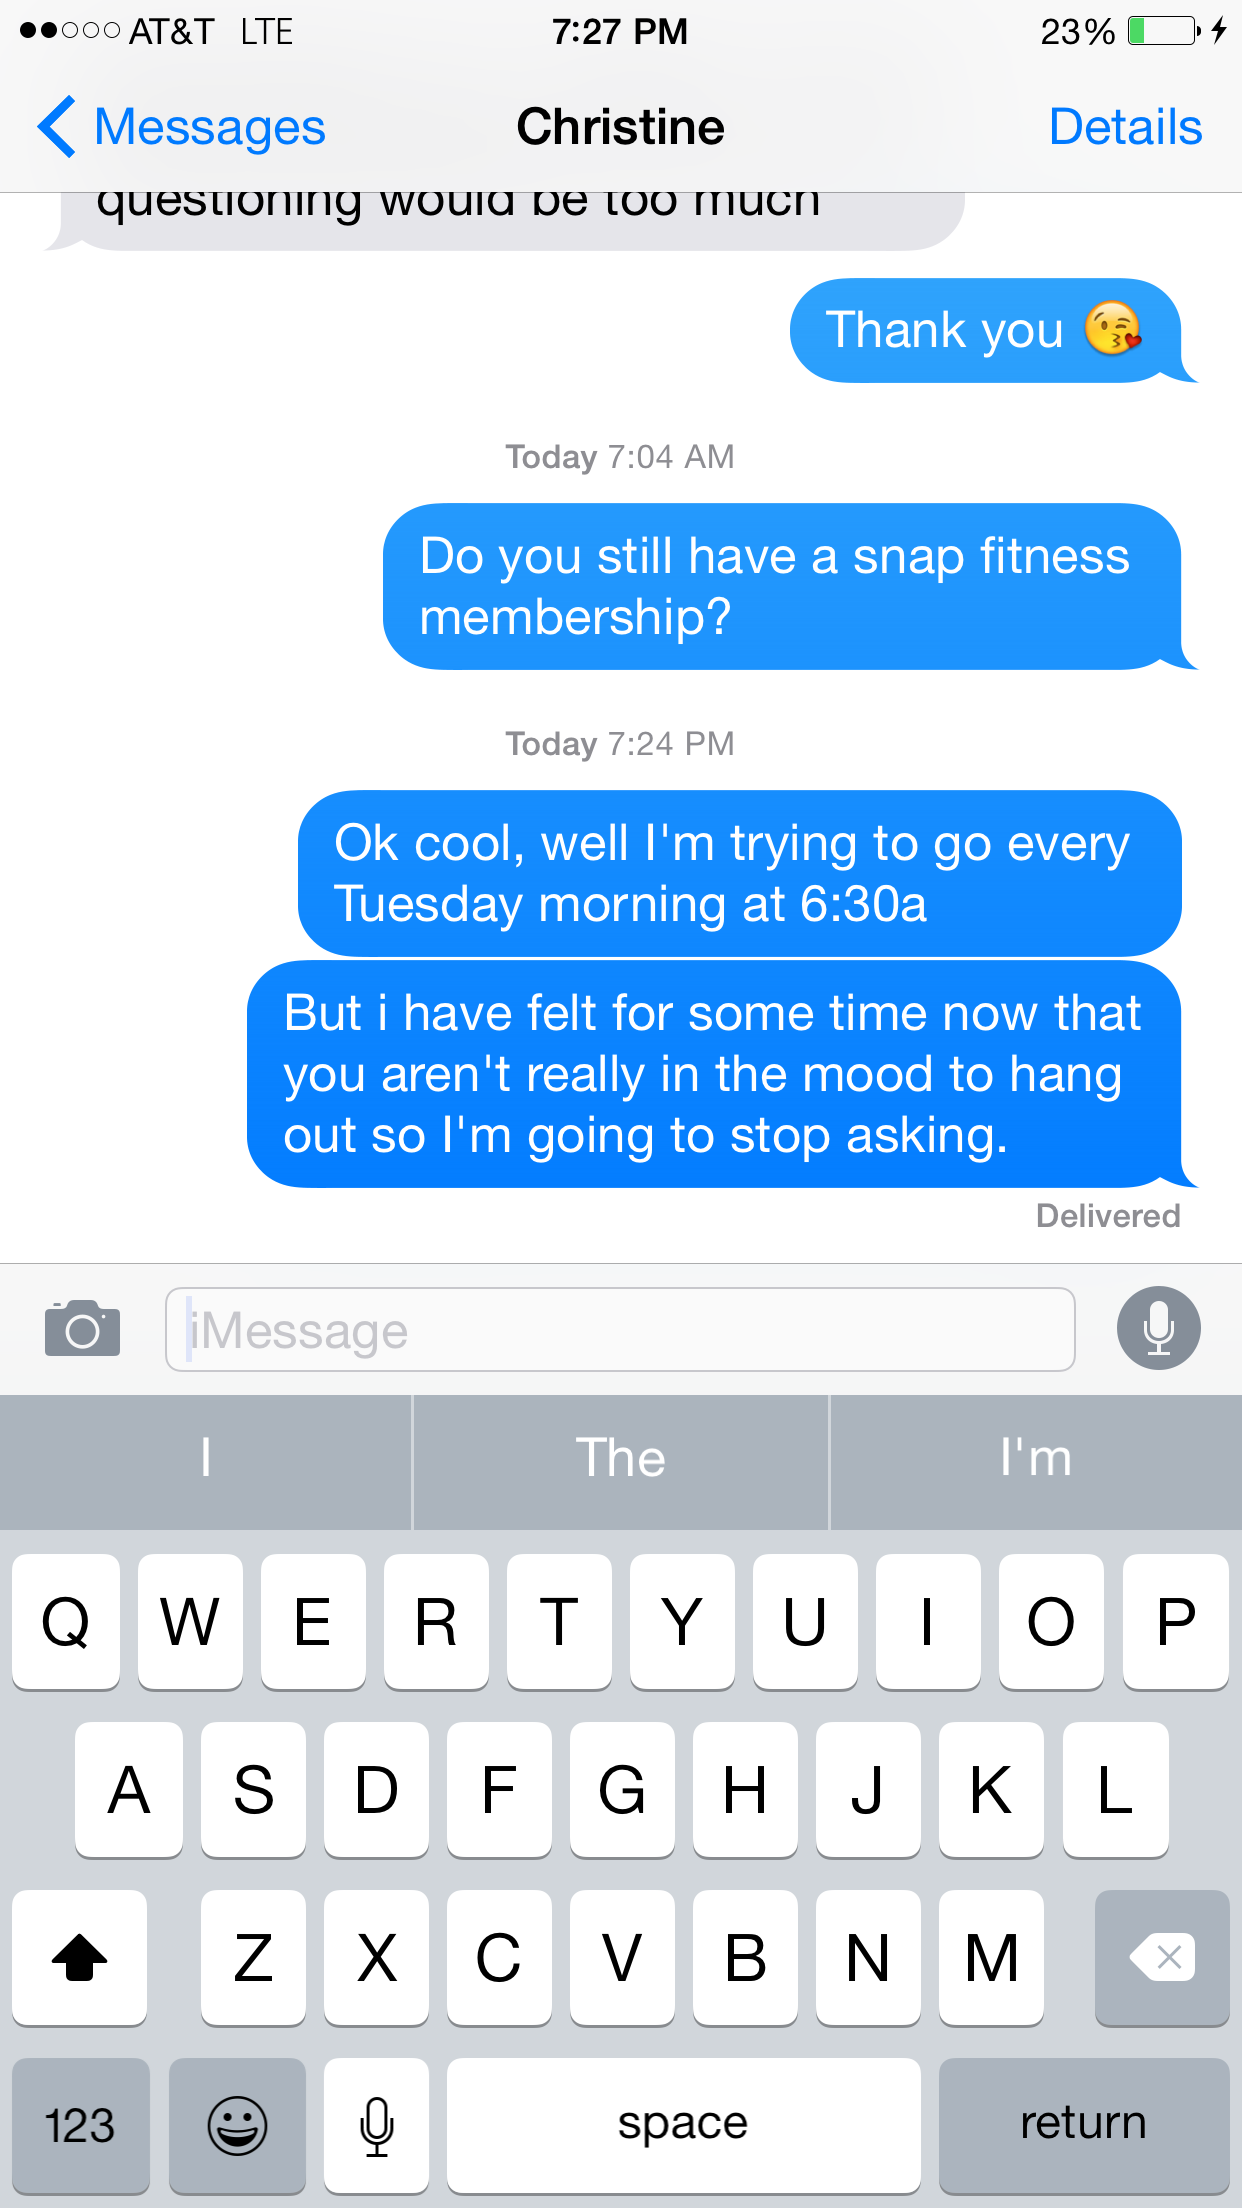 AT&T LTE 7:27 PM 23%
Messages Christine Details
questioning would be too much
Thank you 😘
Today 7:04 AM
Do you still have a snap fitness
membership?
Today 7:24 PM
Ok cool, well I'm trying to go every
Tuesday morning at 6:30a
But i have felt for some time now that
you aren't really in the mood to hang
out so I'm going to stop asking.
Delivered
iMessage
I The I'm
Q W E R T Y U I O P
A S D F G H J K L
Z X C V B N M
123 space return